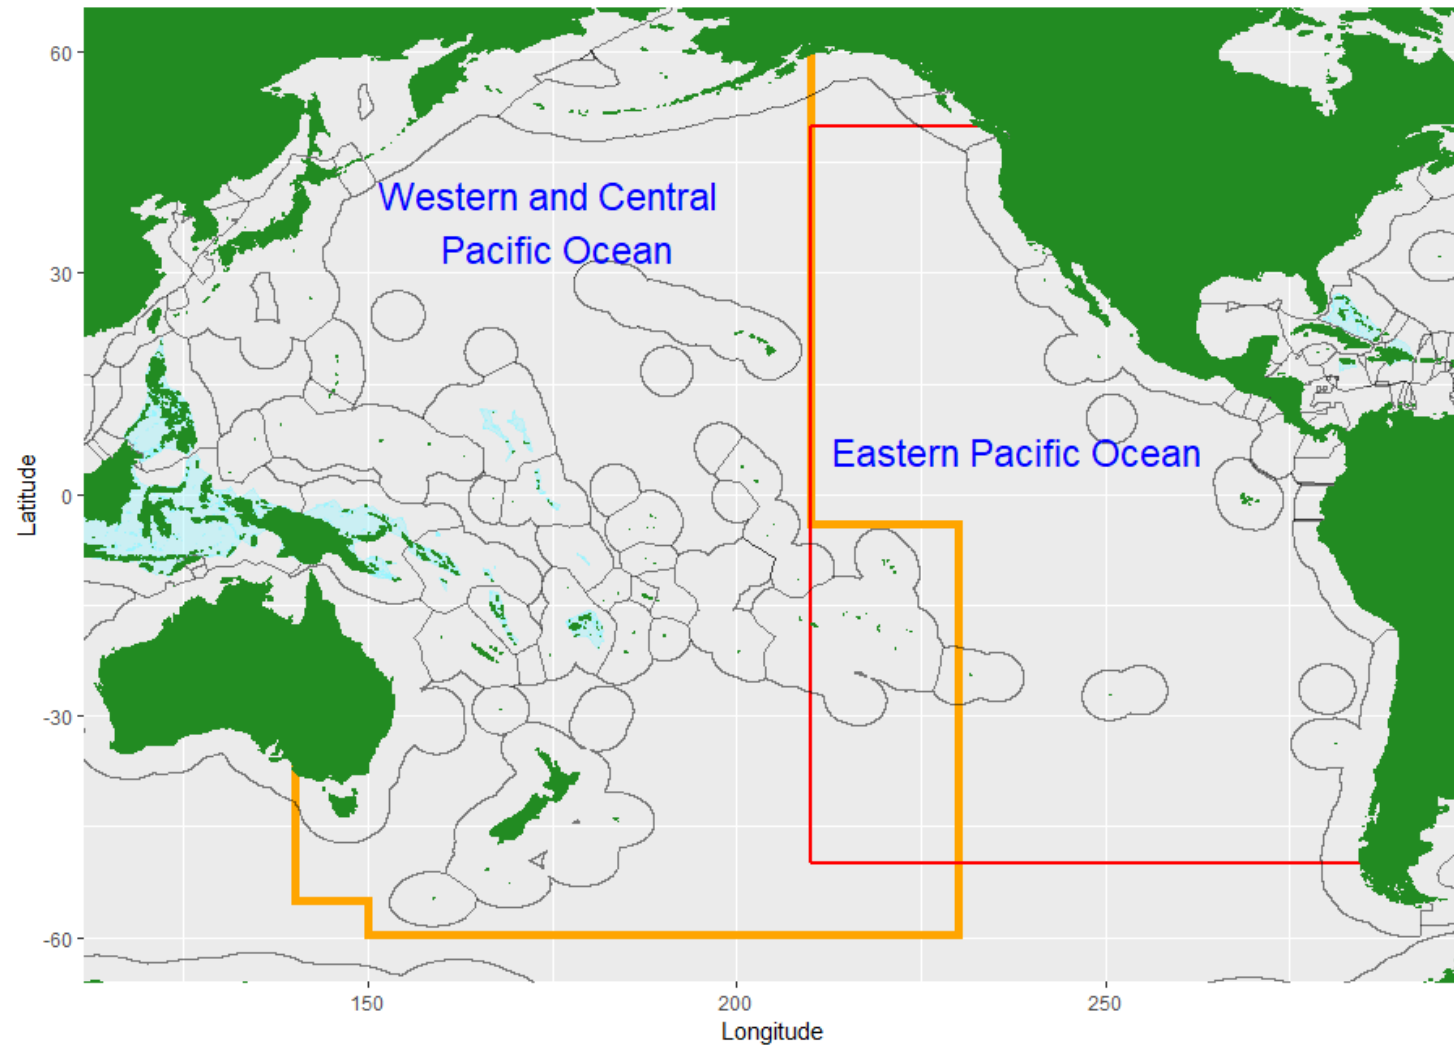 60
Western and Central
Pacific Ocean
30
Eastern Pacific Ocean
0
Latitude
-30
-60
150
200
250
Longitude